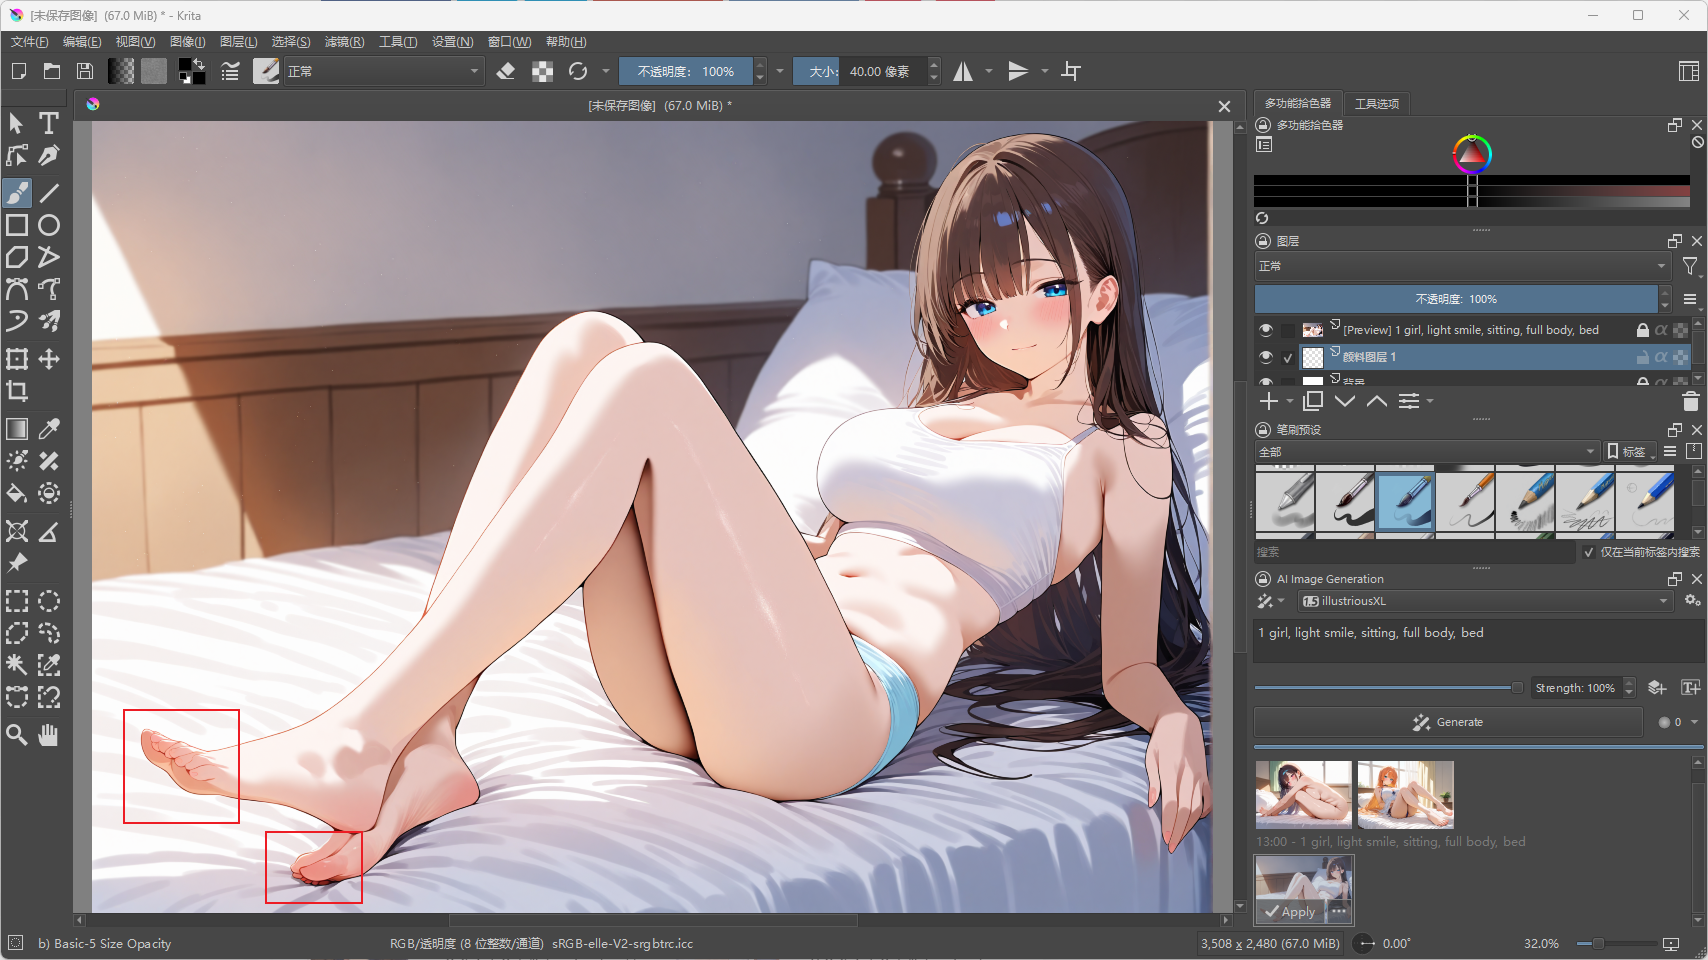 [未保存图像]  (67.0 MiB) * - Krita
文件(F) 编辑(E) 视图(V) 图像(I) 图层(L) 选择(S) 滤镜(R) 工具(T) 设置(N) 窗口(W) 帮助(H)
正常 不透明度: 100% 大小: 40.00 像素
[未保存图像]  (67.0 MiB) *
多功能拾色器 工具选项
多功能拾色器
图层
正常
不透明度: 100%
[Preview] 1 girl, light smile, sitting, full body, bed
颜料图层 1
背景
笔刷预设
全部 标签
搜索 仅在当前标签内搜索
AI Image Generation
1.5 illustriousXL
1 girl, light smile, sitting, full body, bed
Strength: 100%
Generate 0
13:00 - 1 girl, light smile, sitting, full body, bed
Apply
b) Basic-5 Size Opacity RGB/透明度 (8 位整数/通道)  sRGB-elle-V2-srgbtrc.icc 3,508 x 2,480 (67.0 MiB) 0.00° 32.0%